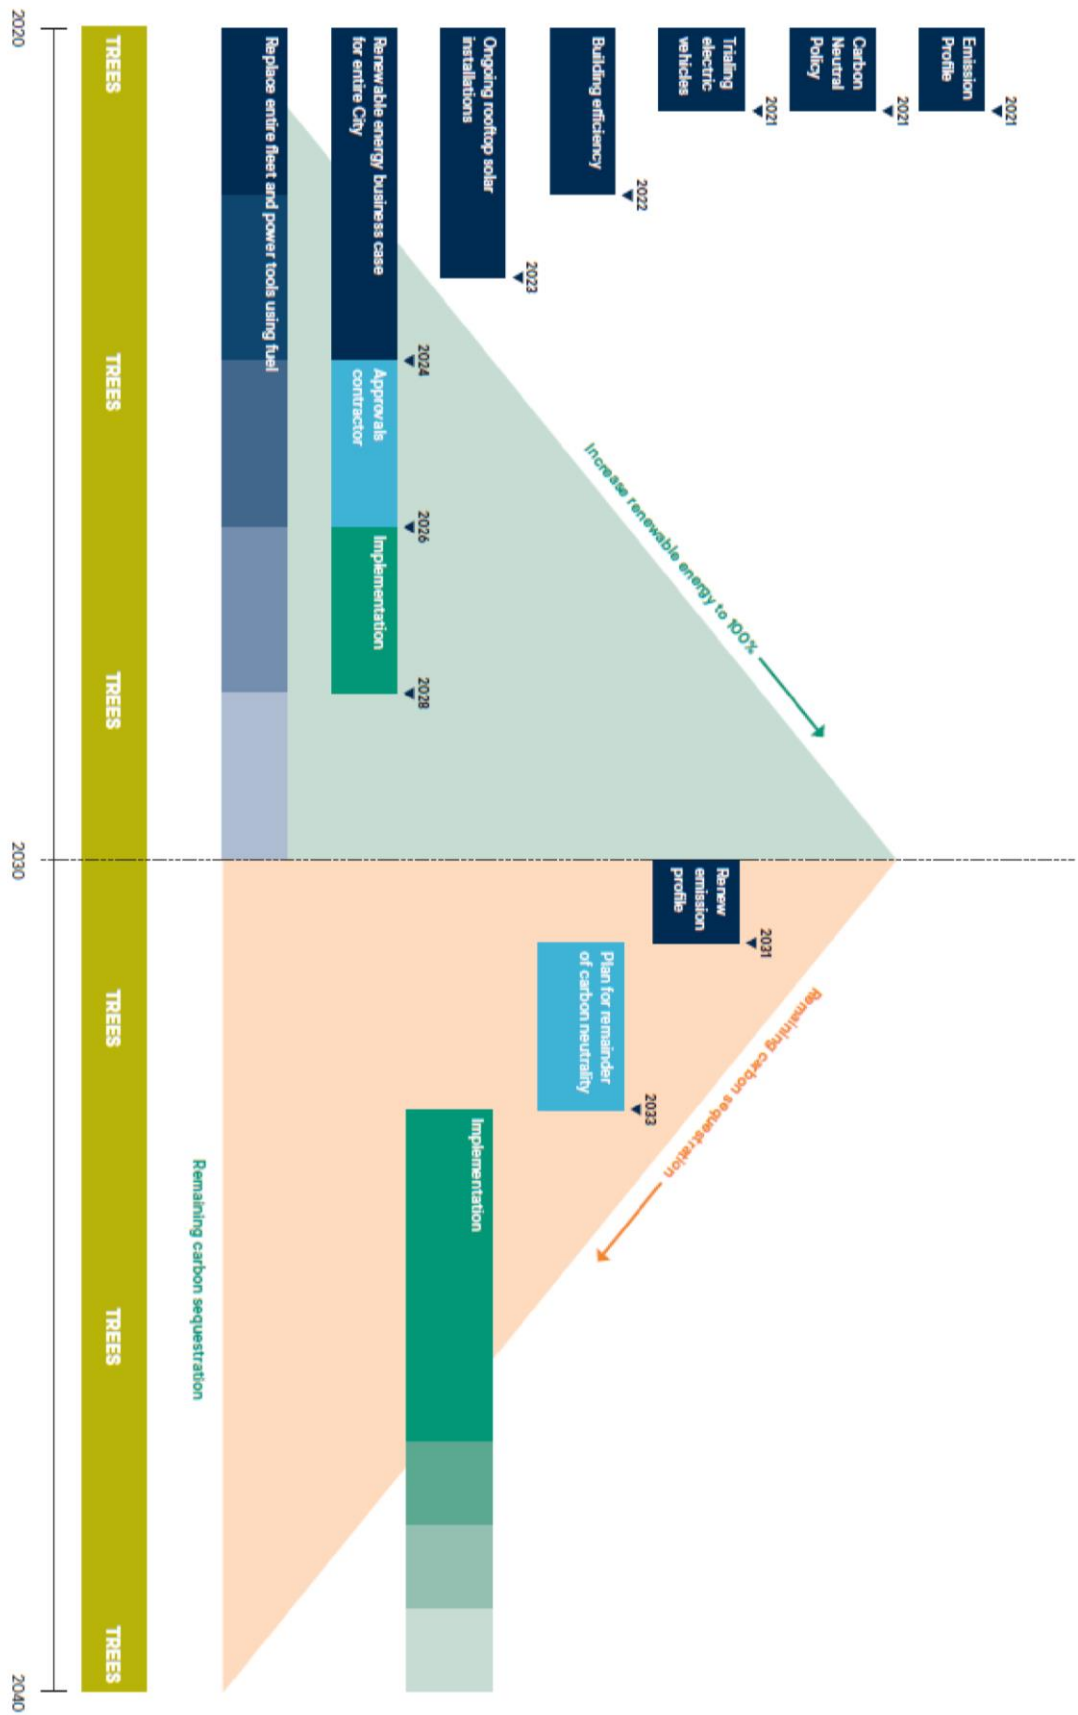 2021
Emission
Profile
2021
Carbon
Neutral
Policy
2021
Trialing
electric
vehicles
2022
Building efficiency
2023
Ongoing rooftop solar
installations
2024
2026
2028
Renewable energy business case
for entire City
Approvals
contractor
Implementation
Replace entire fleet and power tools using fuel
Increase renewable energy to 100%
Remaining carbon sequestration
2031
Renew
emission
profile
2033
Plan for remainder
of carbon neutrality
Implementation
Remaining carbon sequestration
TREES
TREES
TREES
TREES
TREES
TREES
2020
2030
2040